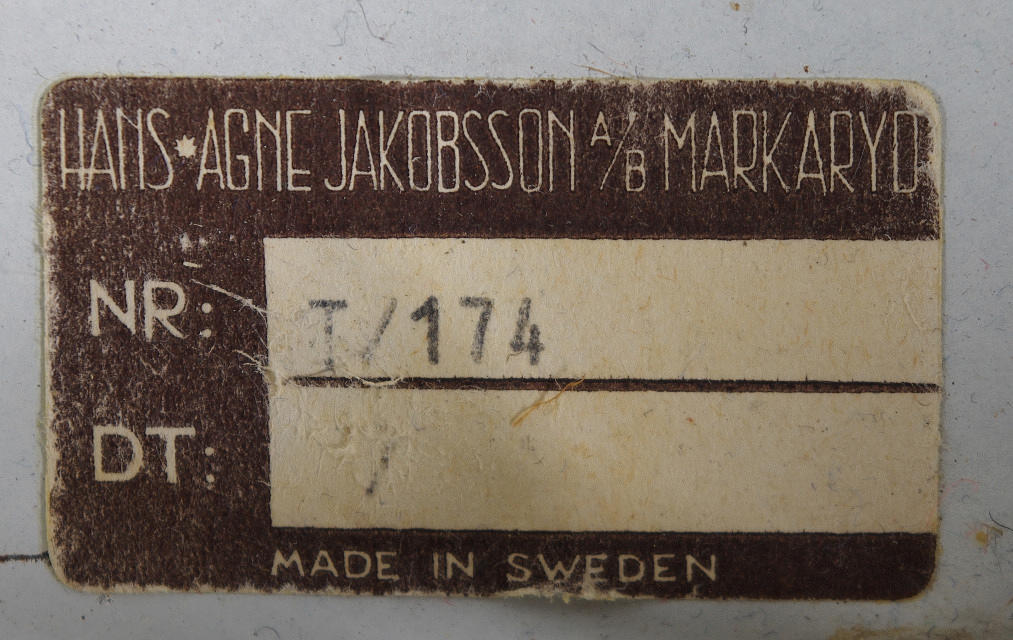 HANS AGNE JAKOBSSON A/B MARKARYD
NR: T/174
DT: /
MADE IN SWEDEN